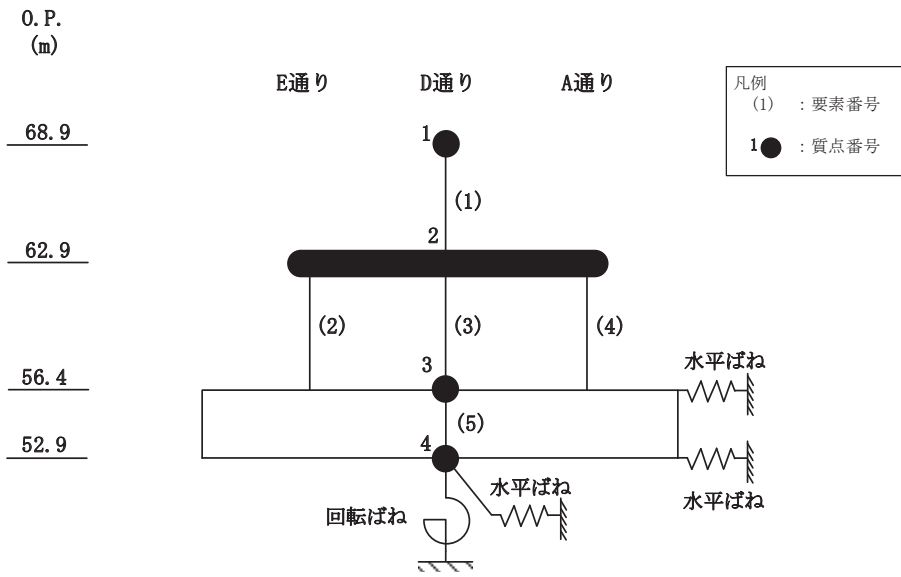 O.P.
(m)
E通り D通り A通り
凡例
(1) : 要素番号
1 : 質点番号
68.9
1
(1)
62.9
2
(2) (3) (4)
56.4
3
水平ばね
(5)
52.9
4
水平ばね
水平ばね
回転ばね